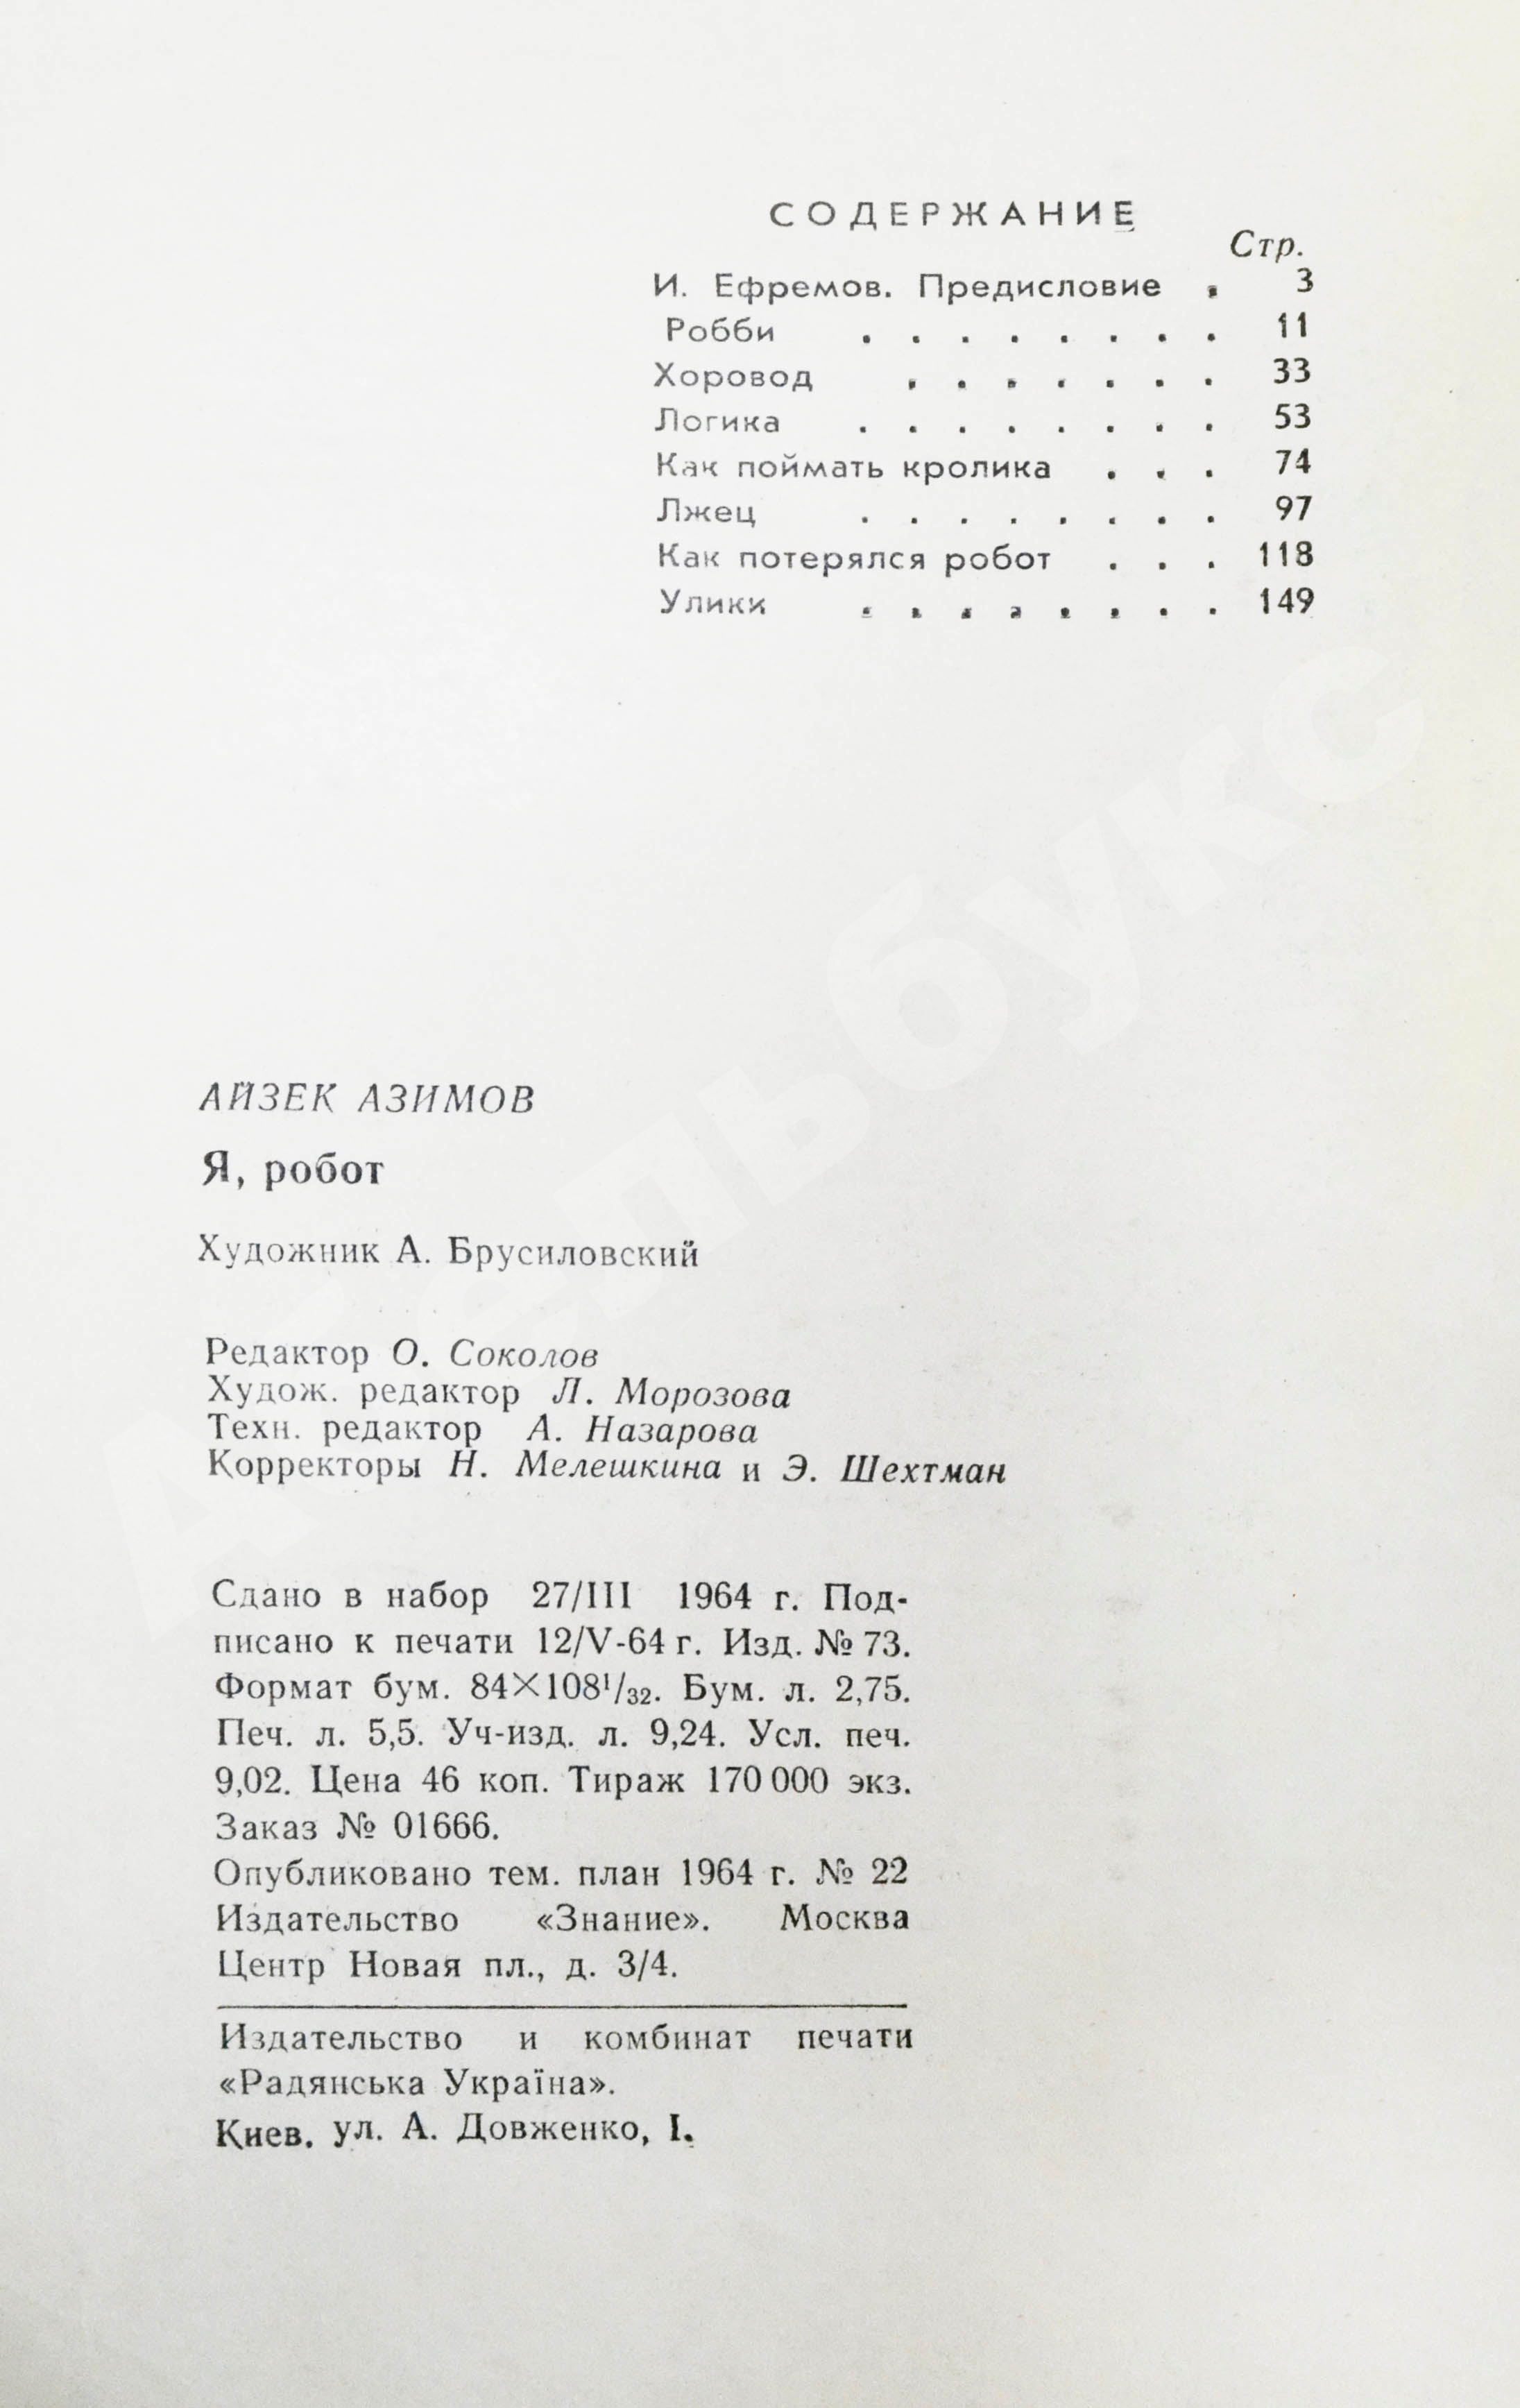 СОДЕРЖАНИЕ
Стр.
И. Ефремов. Предисловие . 3
Робби . . . . . . . . 11
Хоровод . . . . . . . 33
Логика . . . . . . . . 53
Как поймать кролика . . . 74
Лжец . . . . . . . . 97
Как потерялся робот . . . 118
Улики . . . . . . . . 149
АЙЗЕК АЗИМОВ
Я, робот
Художник А. Брусиловский
Редактор О. Соколов
Худож. редактор Л. Морозова
Техн. редактор А. Назарова
Корректоры Н. Мелешкина и Э. Шехтман
Сдано в набор 27/III 1964 г. Под-
писано к печати 12/V-64 г. Изд. № 73.
Формат бум. 84×108¹/₃₂. Бум. л. 2,75.
Печ. л. 5,5. Уч-изд. л. 9,24. Усл. печ.
9,02. Цена 46 коп. Тираж 170 000 экз.
Заказ № 01666.
Опубликовано тем. план 1964 г. № 22
Издательство «Знание». Москва
Центр Новая пл., д. 3/4.
Издательство и комбинат печати
«Радянська Україна».
Киев. ул. А. Довженко, I.